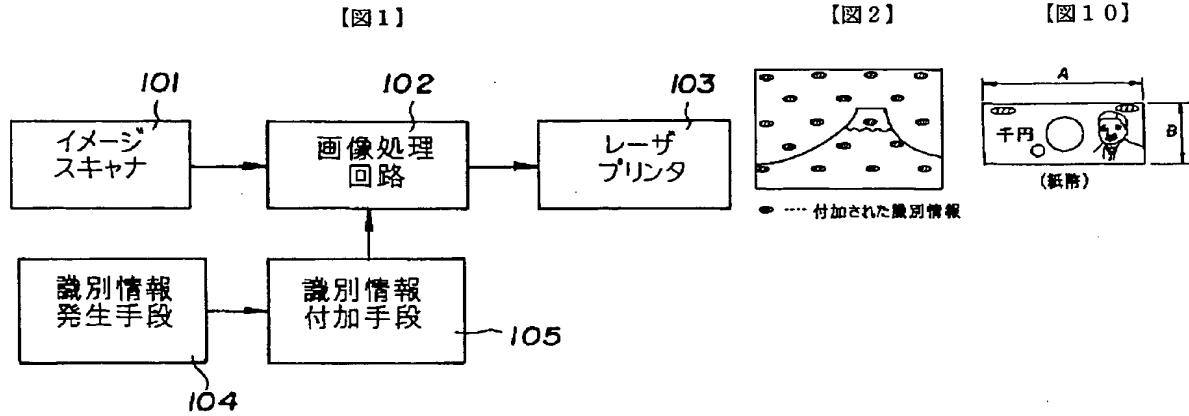 【図1】
101
イメージ
スキャナ
102
画像処理
回路
103
レーザ
プリンタ
識別情報
発生手段
104
識別情報
付加手段
105
【図2】
付加された識別情報
【図10】
A
B
千円
(紙幣)